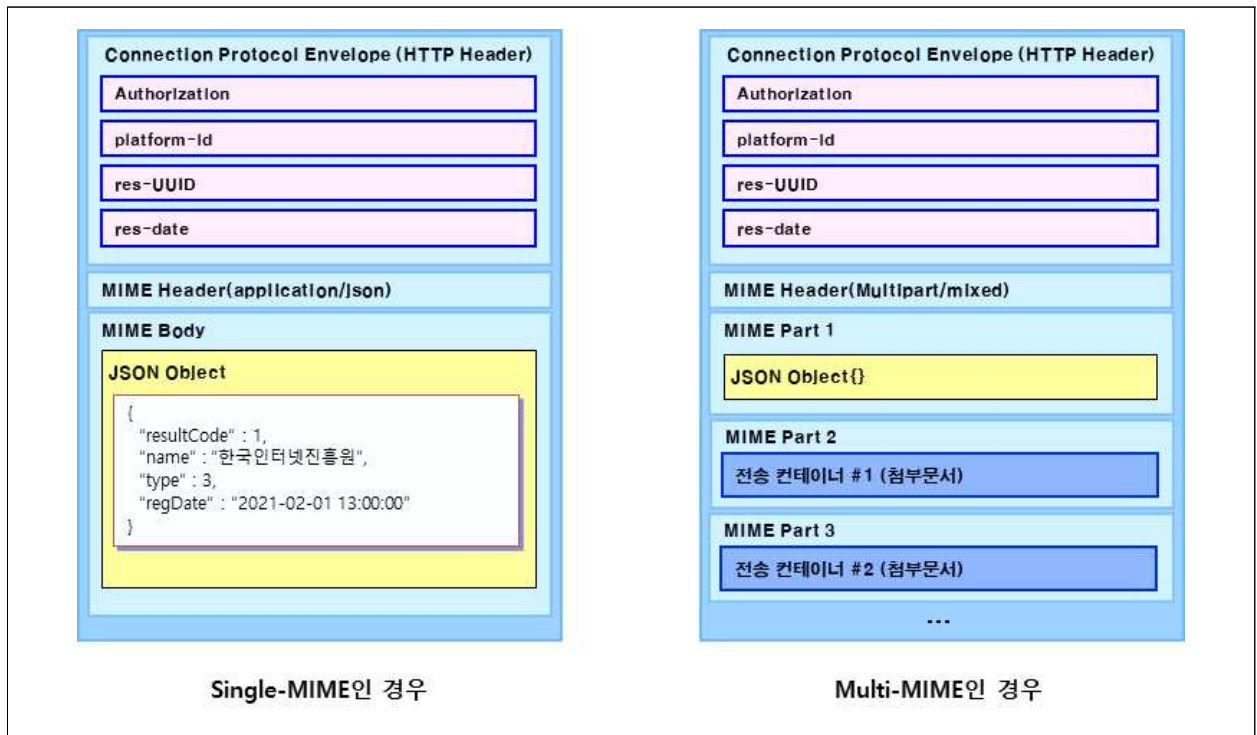 Connection Protocol Envelope (HTTP Header)
Authorization
platform-id
res-UUID
res-date
MIME Header(application/json)
MIME Body
JSON Object
{
"resultCode" : 1,
"name" : "한국인터넷진흥원",
"type" : 3,
"regDate" : "2021-02-01 13:00:00"
}
Single-MIME인 경우
Connection Protocol Envelope (HTTP Header)
Authorization
platform-id
res-UUID
res-date
MIME Header(Multipart/mixed)
MIME Part 1
JSON Object{}
MIME Part 2
전송 컨테이너 #1 (첨부문서)
MIME Part 3
전송 컨테이너 #2 (첨부문서)
...
Multi-MIME인 경우